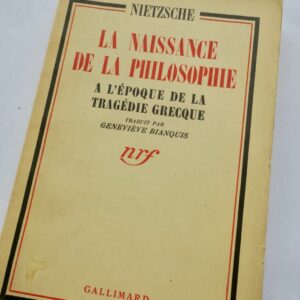 NIETZSCHE
LA NAISSANCE
DE LA PHILOSOPHIE
A L'ÉPOQUE DE LA
TRAGÉDIE GRECQUE
TRADUIT PAR
GENEVIÈVE BIANQUIS
nrf
GALLIMARD